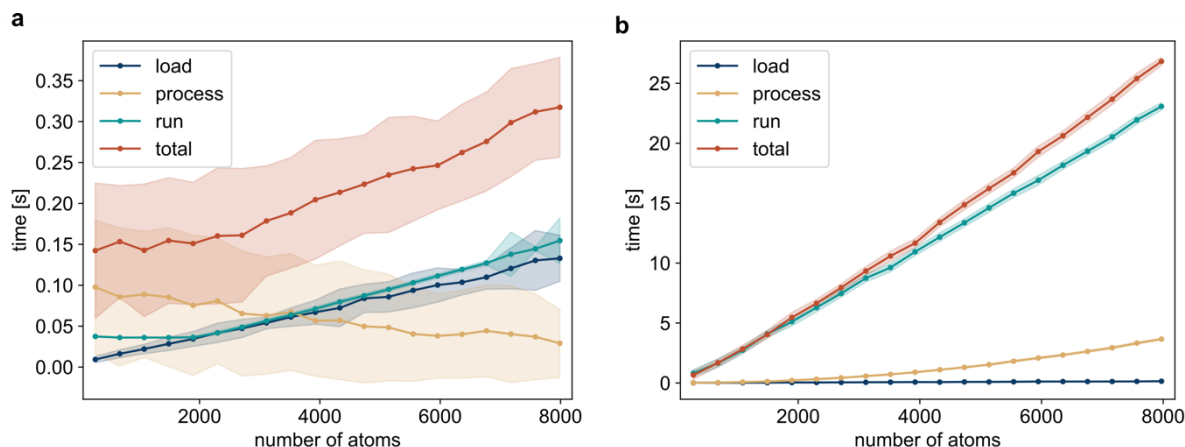 a
load
process
run
total
time [s]
0.35
0.30
0.25
0.20
0.15
0.10
0.05
0.00
2000
4000
6000
8000
number of atoms
b
load
process
run
total
time [s]
25
20
15
10
5
0
2000
4000
6000
8000
number of atoms